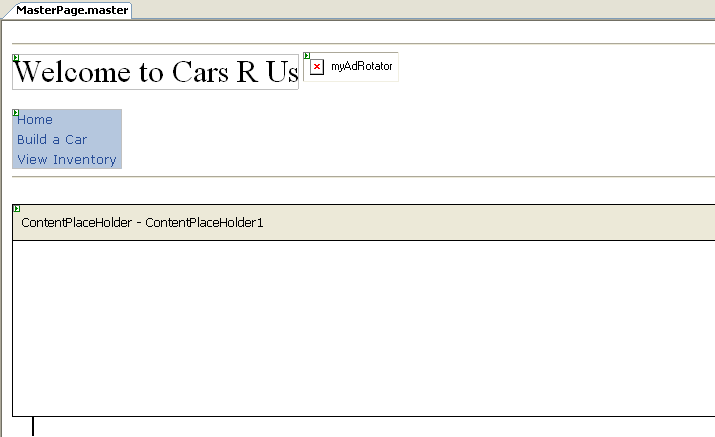 MasterPage.master
Welcome to Cars R Us
myAdRotator
Home
Build a Car
View Inventory
ContentPlaceHolder - ContentPlaceHolder1